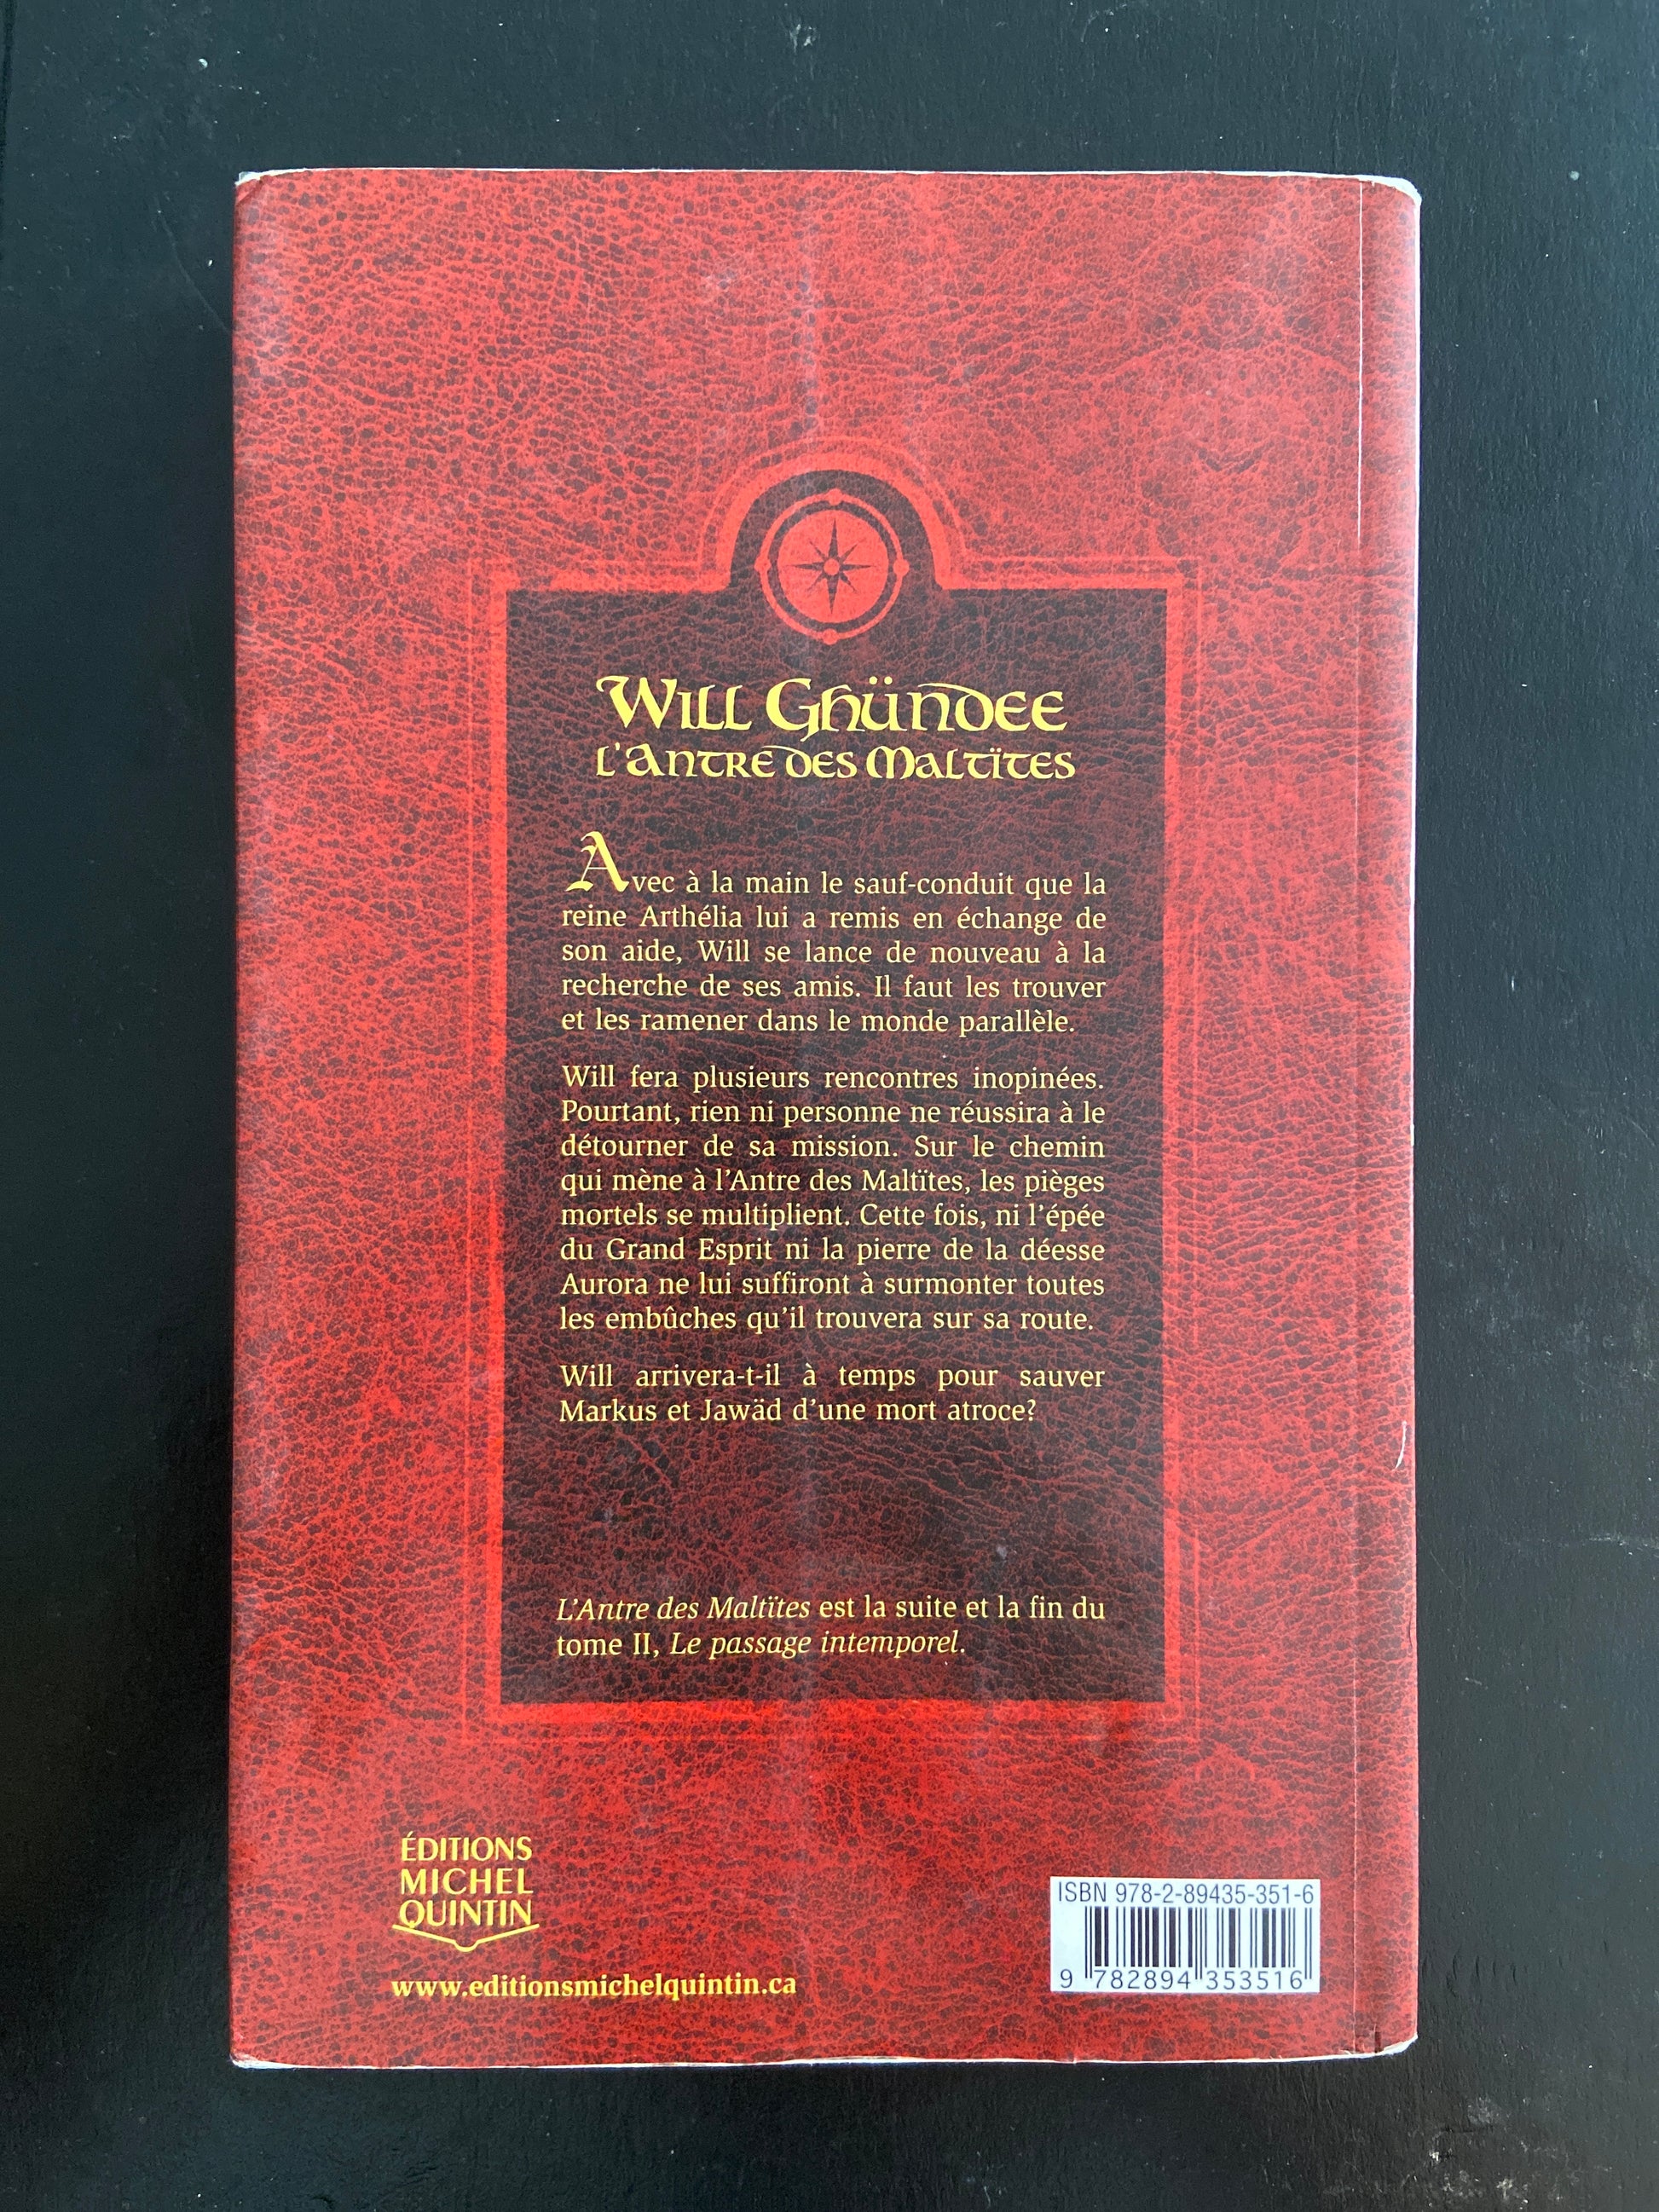 Will Ghündee
L'Antre des Maltïtes
Avec à la main le sauf-conduit que la
reine Arthélia lui a remis en échange de
son aide, Will se lance de nouveau à la
recherche de ses amis. Il faut les trouver
et les ramener dans le monde parallèle.
Will fera plusieurs rencontres inopinées.
Pourtant, rien ni personne ne réussira à le
détourner de sa mission. Sur le chemin
qui mène à l'Antre des Maltïtes, les pièges
mortels se multiplient. Cette fois, ni l'épée
du Grand Esprit ni la pierre de la déesse
Aurora ne lui suffiront à surmonter toutes
les embûches qu'il trouvera sur sa route.
Will arrivera-t-il à temps pour sauver
Markus et Jawäd d'une mort atroce?
L'Antre des Maltïtes est la suite et la fin du
tome II, Le passage intemporel.
ÉDITIONS
MICHEL
QUINTIN
www.editionsmichelquintin.ca
ISBN 978-2-89435-351-6
9 782894 353516